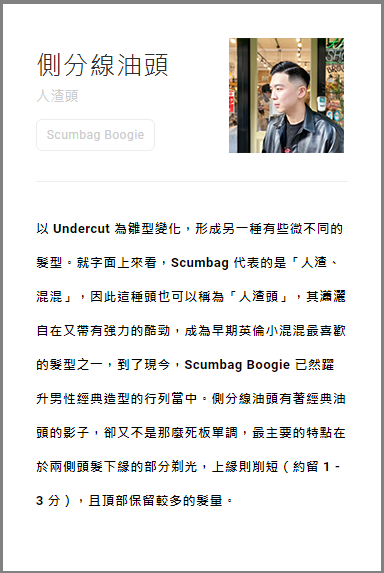 側分線油頭
人渣頭
Scumbag Boogie
以 Undercut 為雛型變化，形成另一種有些微不同的
髮型。就字面上來看，Scumbag 代表的是「人渣、
混混」，因此這種頭也可以稱為「人渣頭」，其瀟灑
自在又帶有強力的酷勁，成為早期英倫小混混最喜歡
的髮型之一，到了現今，Scumbag Boogie 已然躍
升男性經典造型的行列當中。側分線油頭有著經典油
頭的影子，卻又不是那麼死板單調，最主要的特點在
於兩側頭髮下緣的部分剃光，上緣則削短（約留 1 -
3 分），且頂部保留較多的髮量。